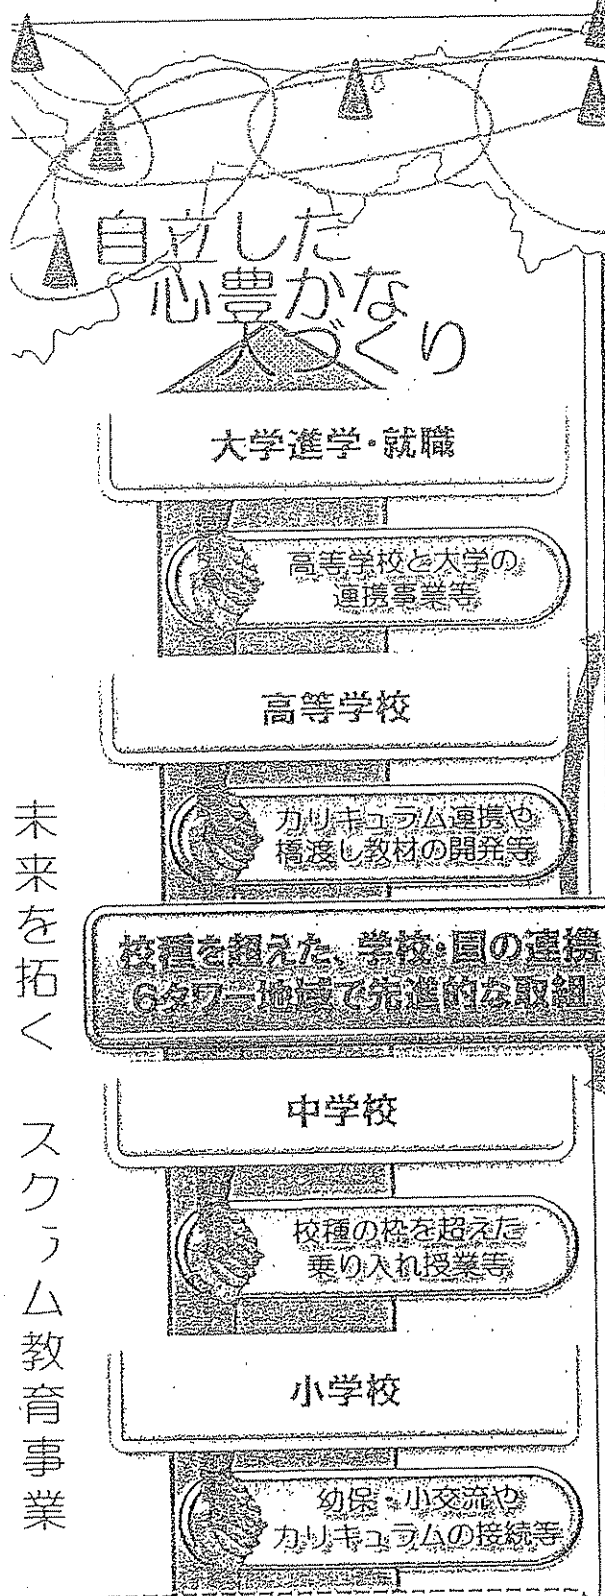 自立した
心豊かな
人づくり
大学進学・就職
高等学校と大学の
連携事業等
高等学校
カリキュラム連携や
橋渡し教材の開発等
校種を超えた、学校・園の連携
6タワー地域で先進的な取組
中学校
校種の枠を超えた
乗り入れ授業等
小学校
幼保・小交流や
カリキュラムの接続等
未来を拓く スクラム教育事業